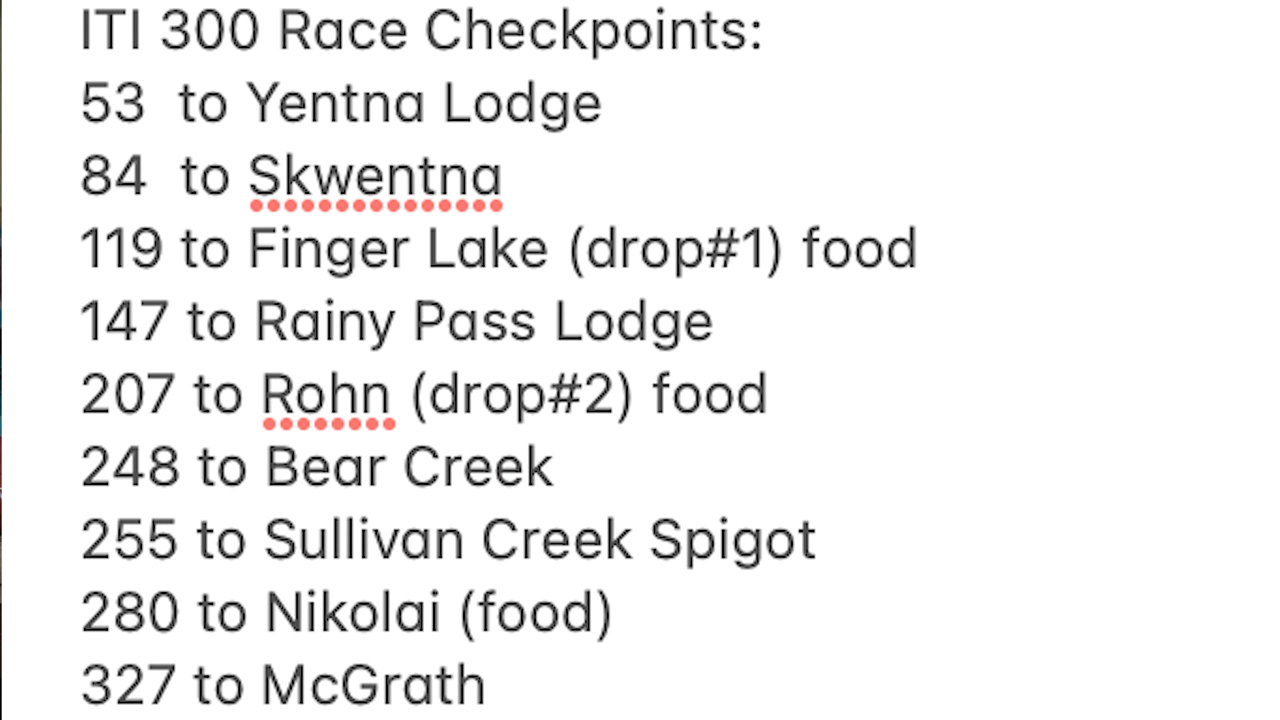 ITI 300 Race Checkpoints:
53  to Yentna Lodge
84  to Skwentna
119 to Finger Lake (drop#1) food
147 to Rainy Pass Lodge
207 to Rohn (drop#2) food
248 to Bear Creek
255 to Sullivan Creek Spigot
280 to Nikolai (food)
327 to McGrath